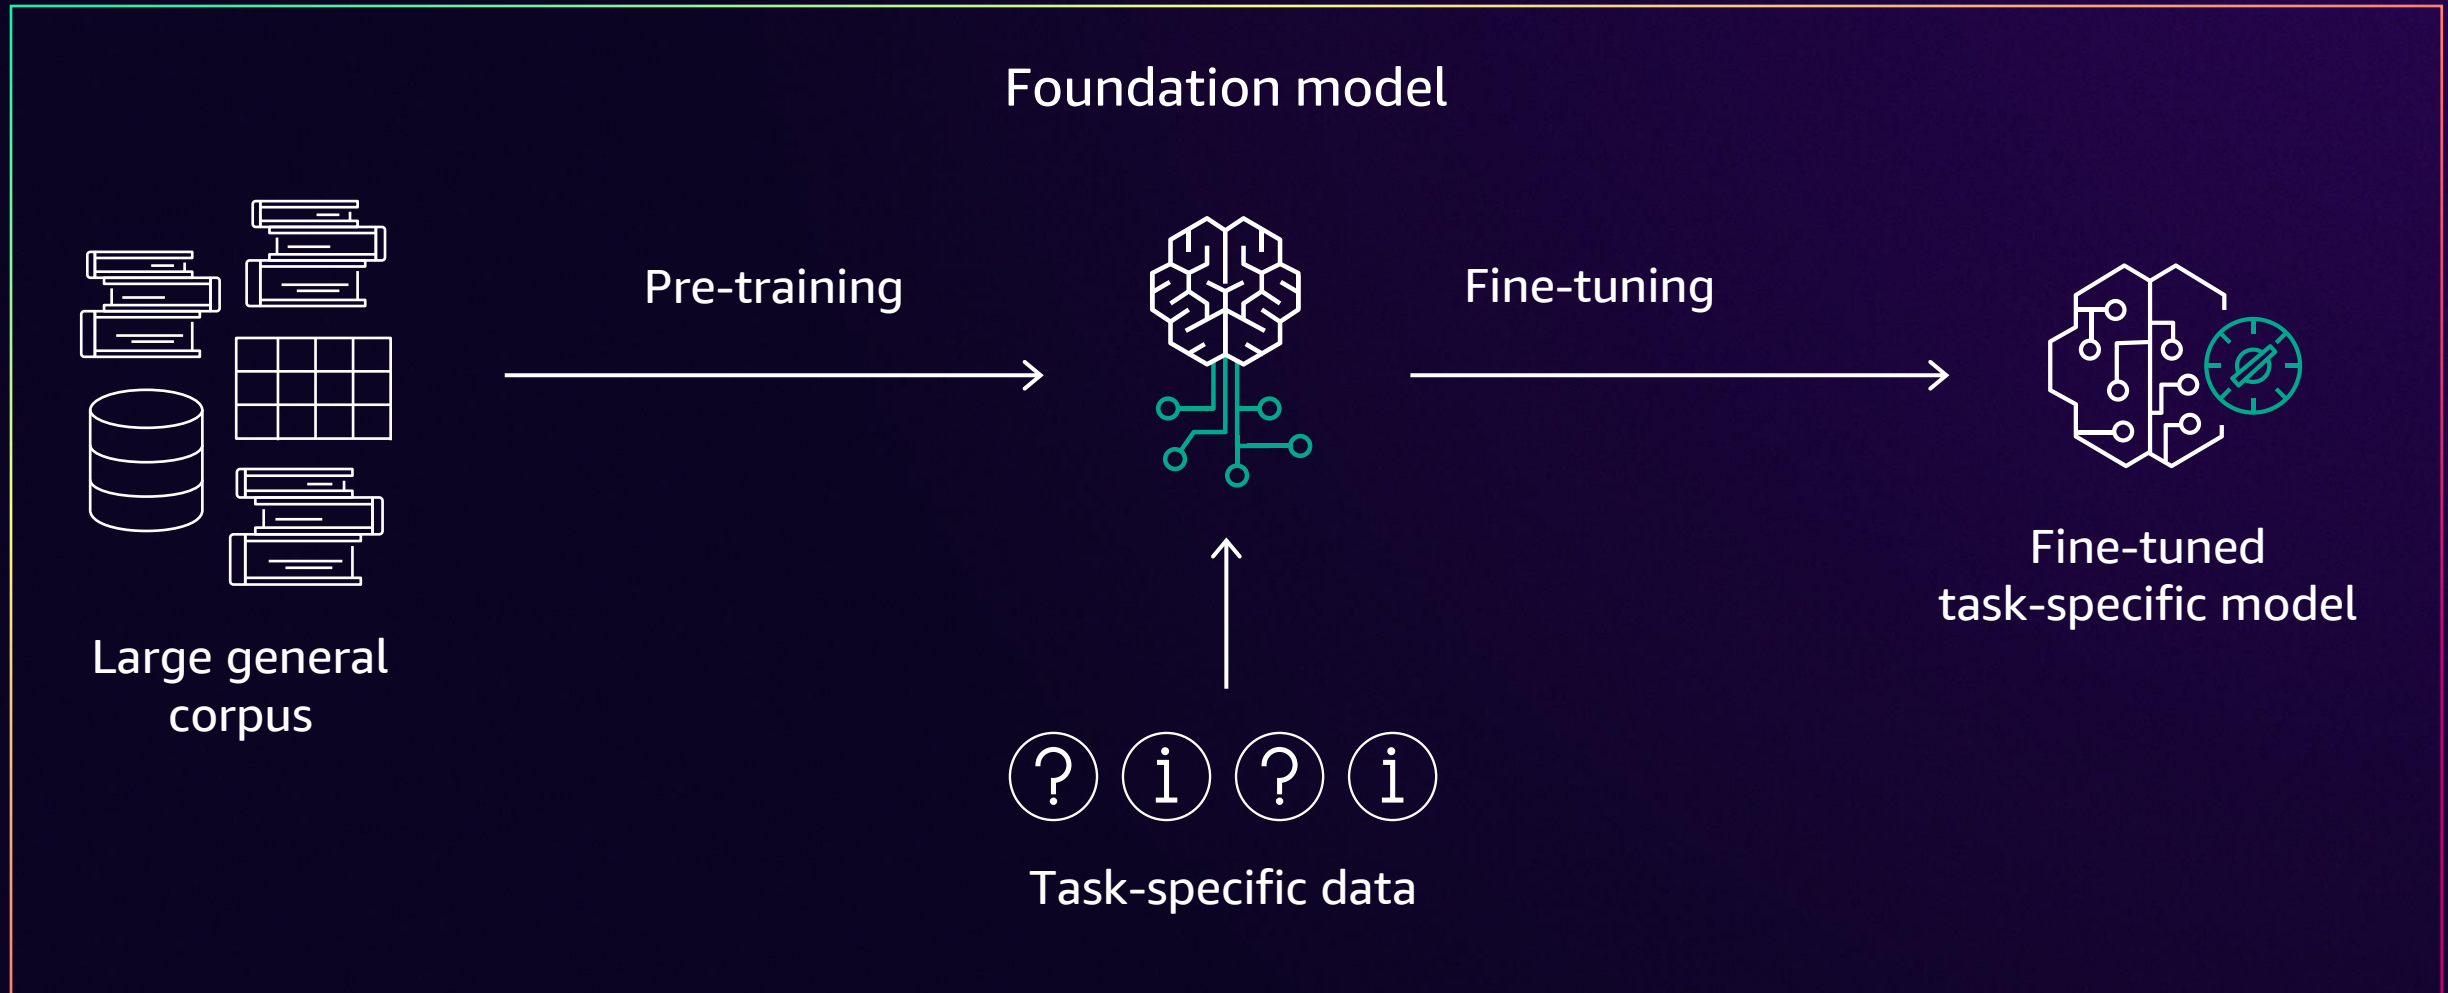 Foundation model
Pre-training
Fine-tuning
Fine-tuned
task-specific model
Large general
corpus
? i ? i
Task-specific data